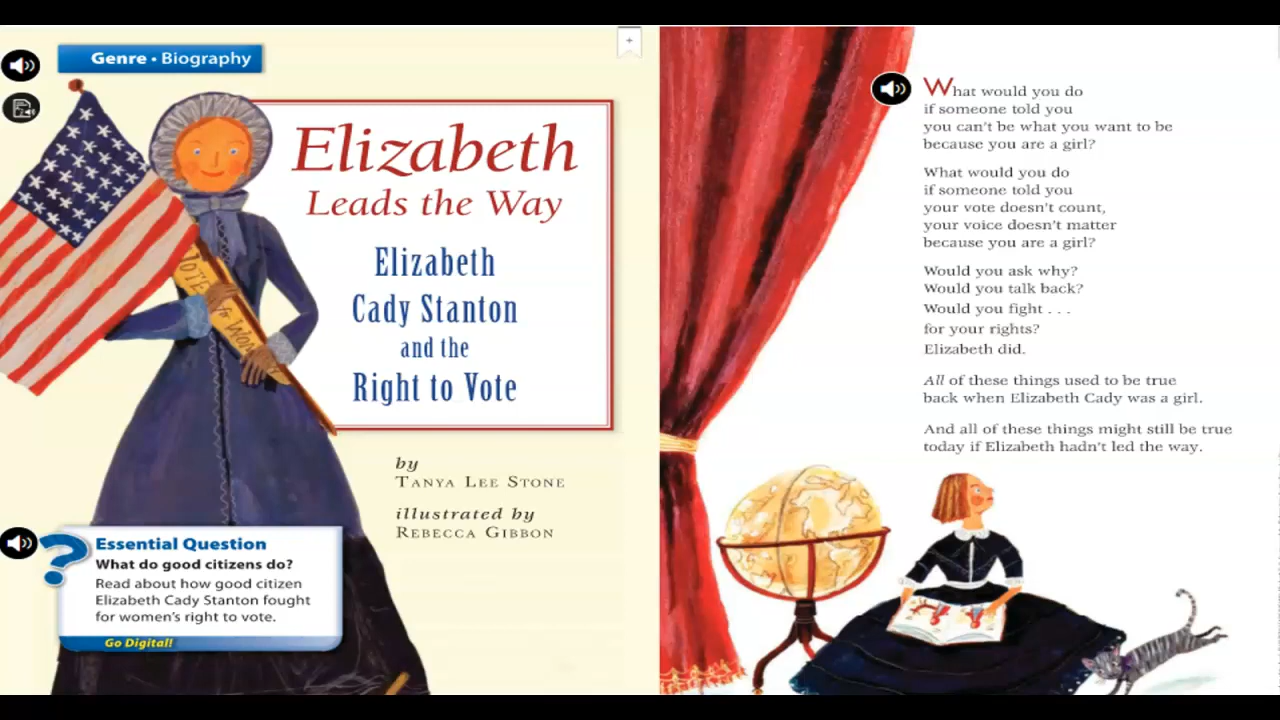 Genre • Biography
Elizabeth
Leads the Way
Elizabeth
Cady Stanton
and the
Right to Vote
VOTE for WOM
by
TANYA LEE STONE
illustrated by
REBECCA GIBBON
?
Essential Question
What do good citizens do?
Read about how good citizen
Elizabeth Cady Stanton fought
for women's right to vote.
Go Digital!
What would you do
if someone told you
you can't be what you want to be
because you are a girl?
What would you do
if someone told you
your vote doesn't count,
your voice doesn't matter
because you are a girl?
Would you ask why?
Would you talk back?
Would you fight . . .
for your rights?
Elizabeth did.
All of these things used to be true
back when Elizabeth Cady was a girl.
And all of these things might still be true
today if Elizabeth hadn't led the way.